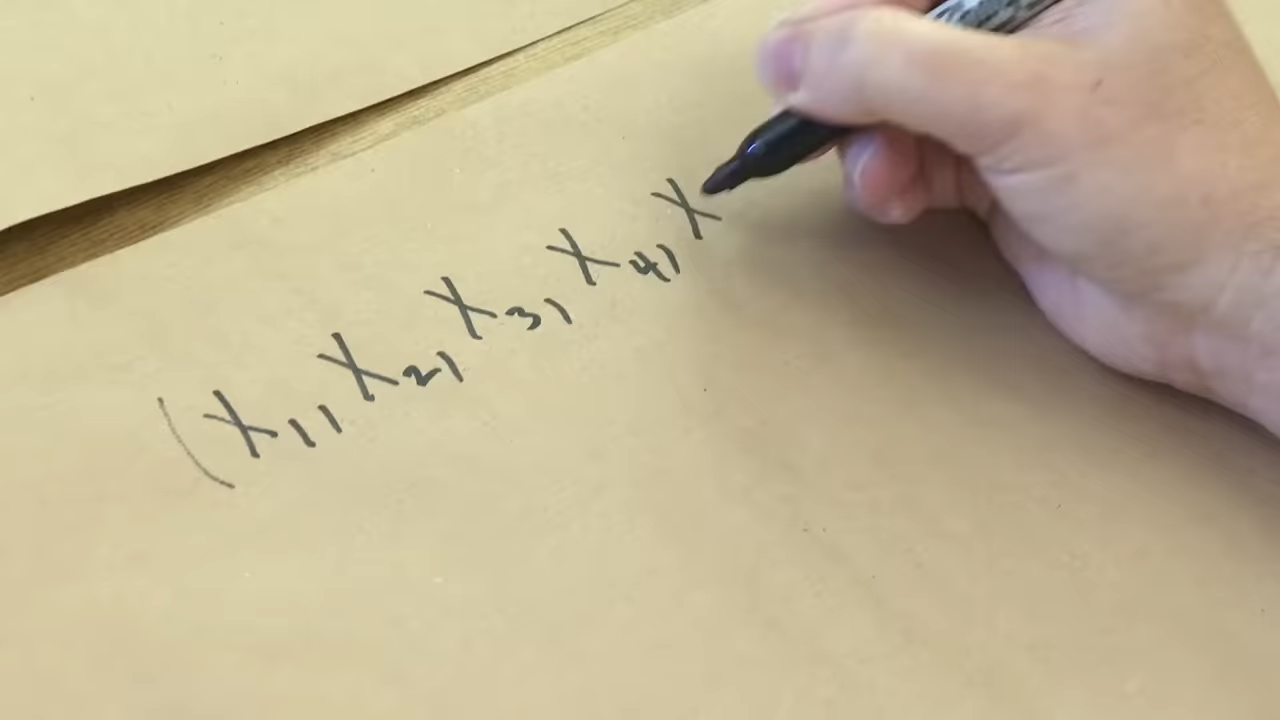 (x₁, x₂, x₃, x₄, x